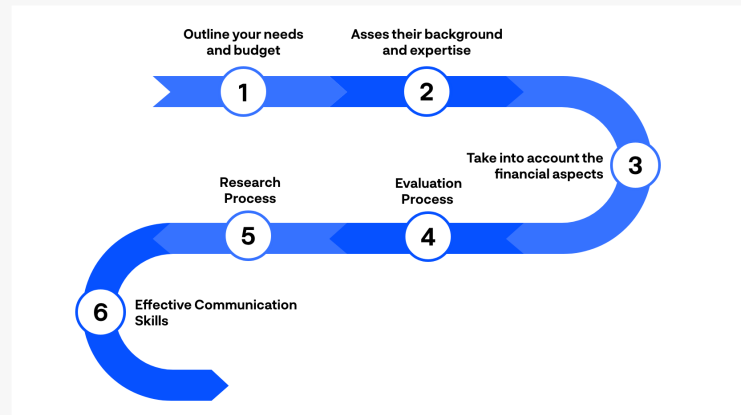 Outline your needs
and budget
Asses their background
and expertise
1
2
Take into account the
financial aspects
3
Research
Process
Evaluation
Process
5
4
6
Effective Communication
Skills